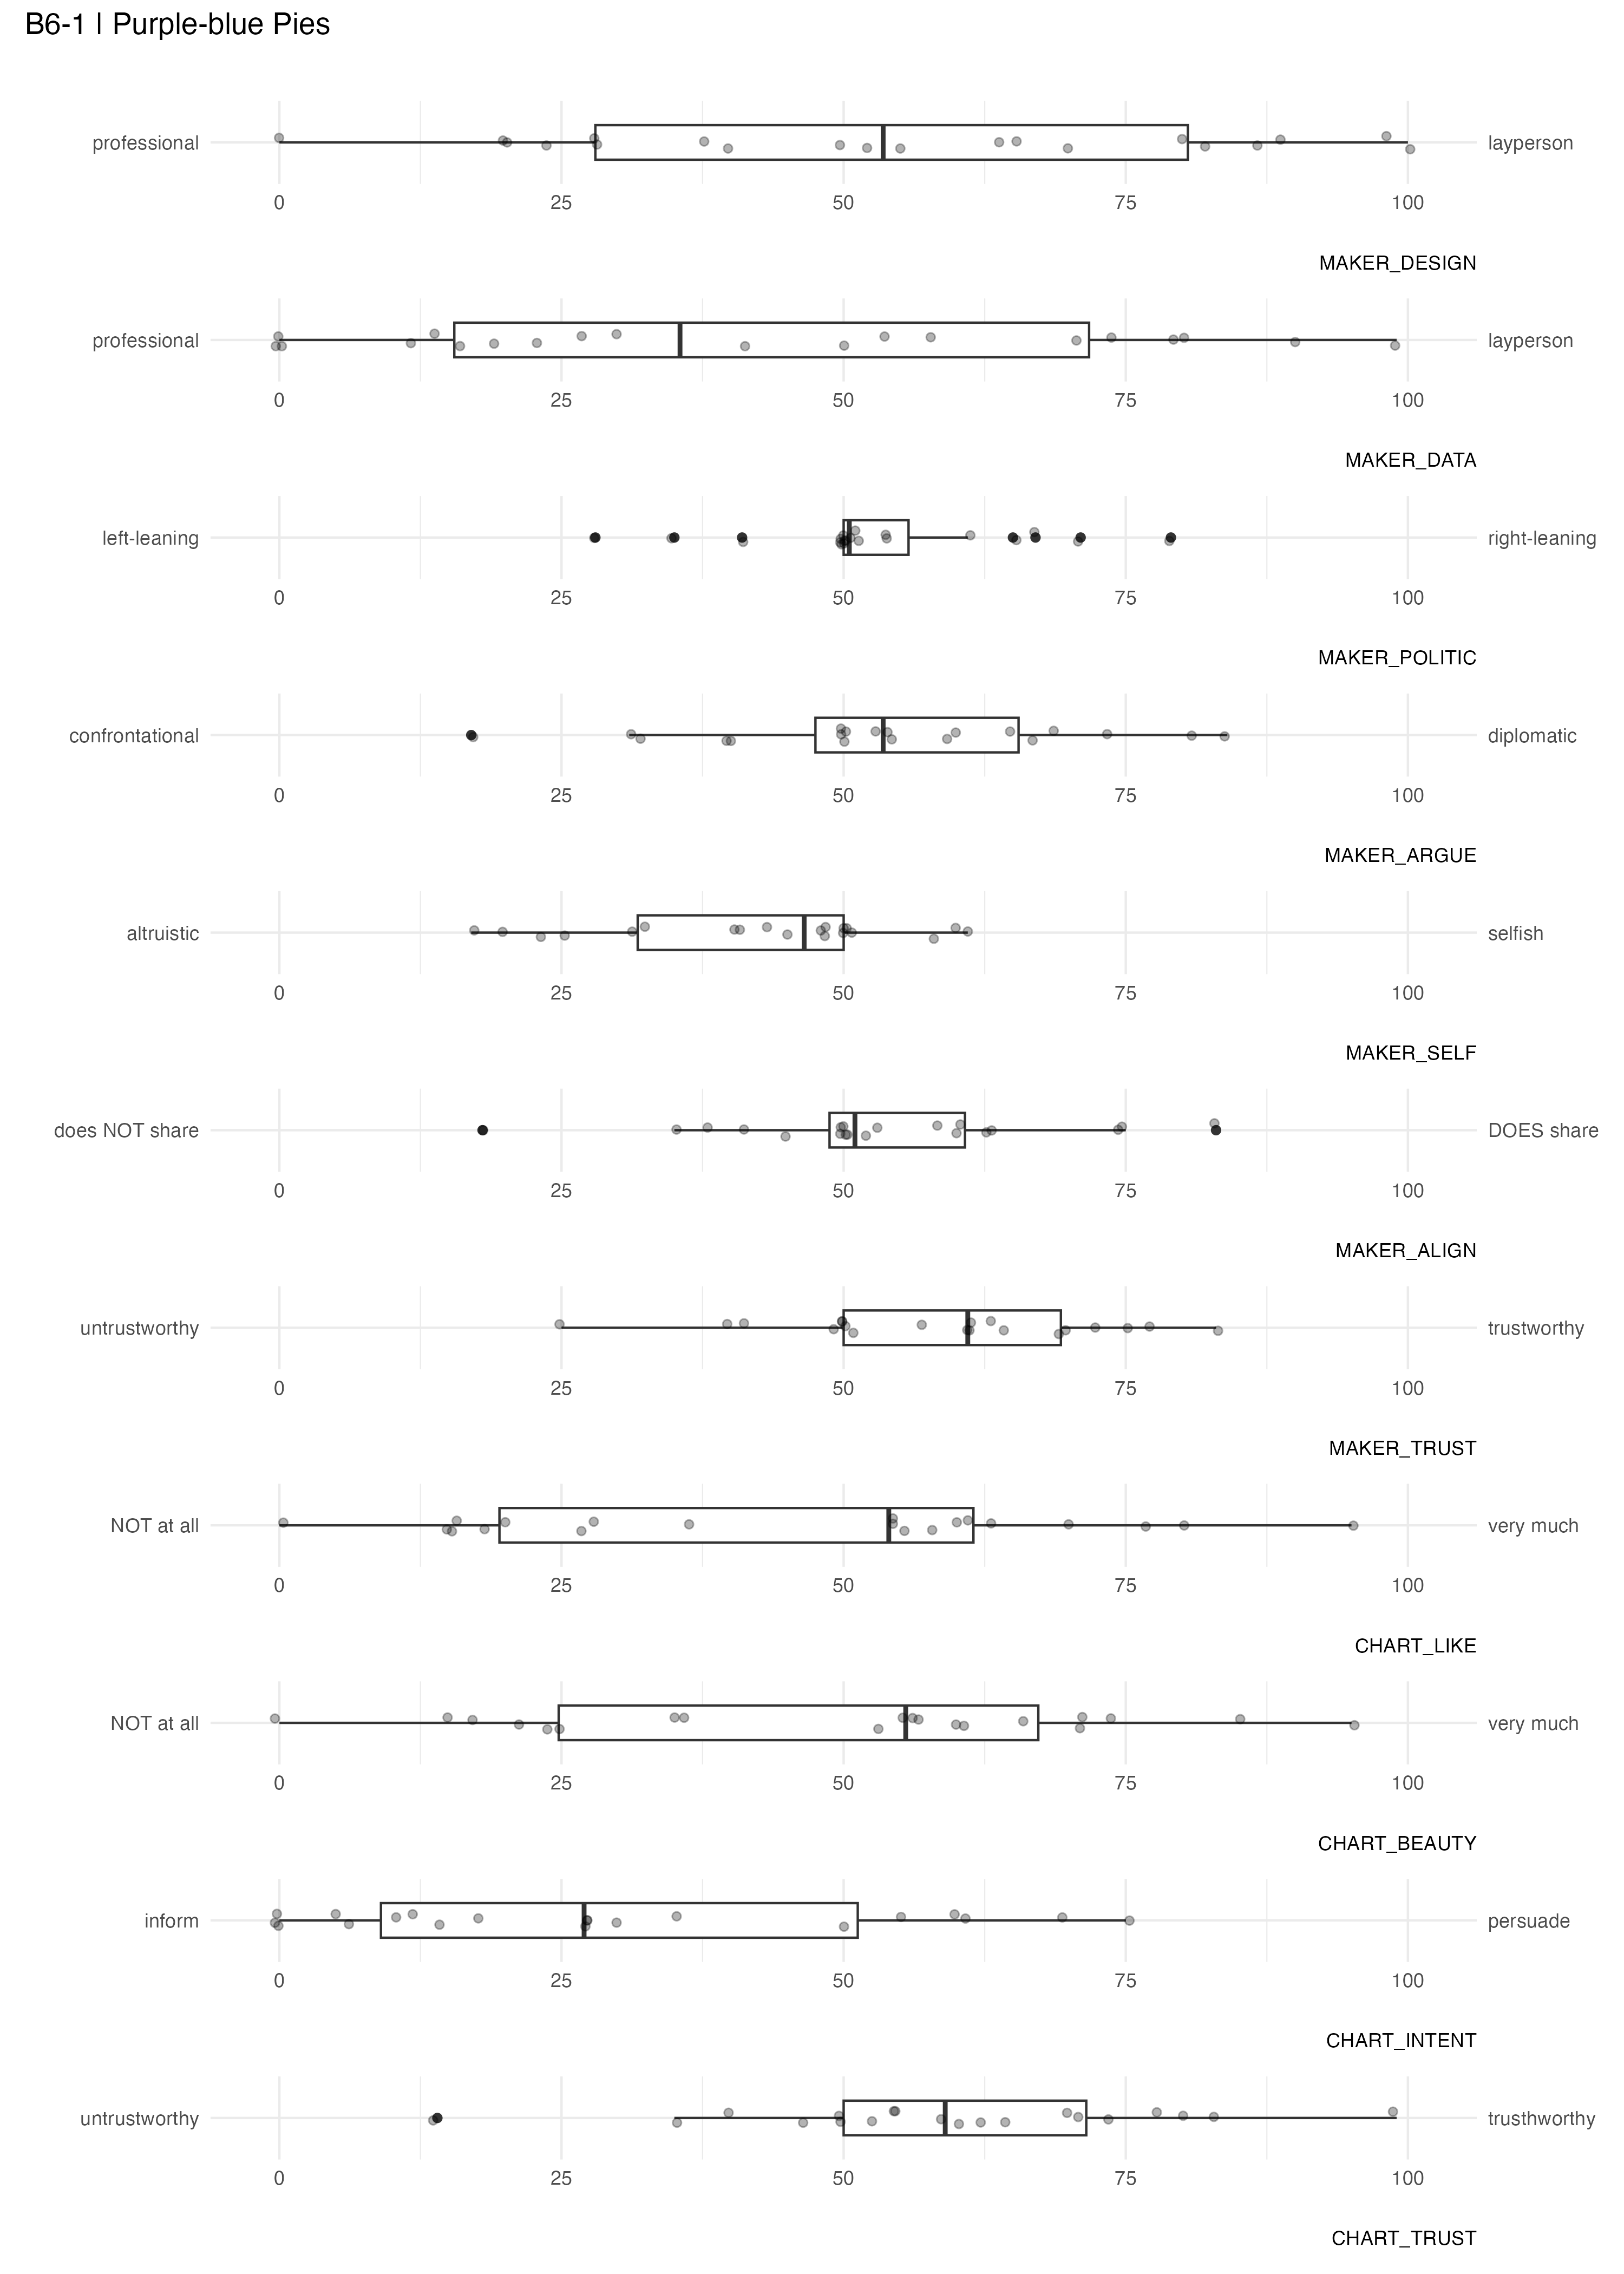 B6-1 | Purple-blue Pies
professional layperson
0 25 50 75 100
MAKER_DESIGN
professional layperson
0 25 50 75 100
MAKER_DATA
left-leaning right-leaning
0 25 50 75 100
MAKER_POLITIC
confrontational diplomatic
0 25 50 75 100
MAKER_ARGUE
altruistic selfish
0 25 50 75 100
MAKER_SELF
does NOT share DOES share
0 25 50 75 100
MAKER_ALIGN
untrustworthy trustworthy
0 25 50 75 100
MAKER_TRUST
NOT at all very much
0 25 50 75 100
CHART_LIKE
NOT at all very much
0 25 50 75 100
CHART_BEAUTY
inform persuade
0 25 50 75 100
CHART_INTENT
untrustworthy trusthworthy
0 25 50 75 100
CHART_TRUST